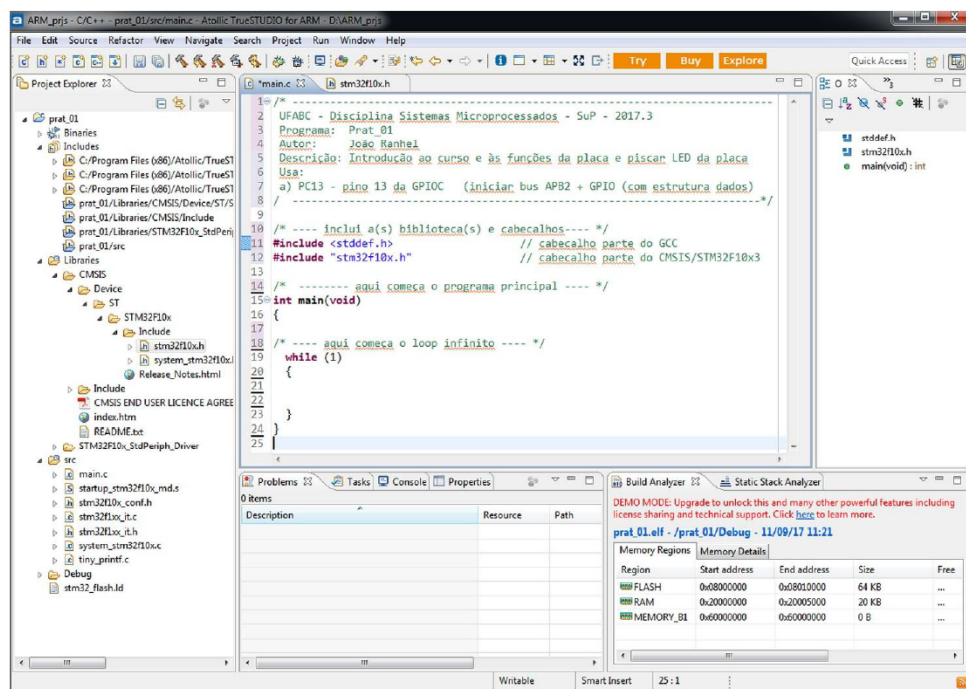 ARM_prjs - C/C++ - prat_01/src/main.c - Atollic TrueSTUDIO for ARM - D:\ARM_prjs
File Edit Source Refactor View Navigate Search Project Run Window Help
Try Buy Explore Quick Access
Project Explorer
prat_01
Binaries
Includes
C:/Program Files (x86)/Atollic/TrueST
C:/Program Files (x86)/Atollic/TrueST
C:/Program Files (x86)/Atollic/TrueST
prat_01/Libraries/CMSIS/Device/ST/S
prat_01/Libraries/CMSIS/Include
prat_01/Libraries/STM32F10x_StdPerip
prat_01/src
Libraries
CMSIS
Device
ST
STM32F10x
Include
stm32f10x.h
system_stm32f10x.
Release_Notes.html
Include
CMSIS END USER LICENCE AGREE
index.htm
README.txt
STM32F10x_StdPeriph_Driver
src
main.c
startup_stm32f10x_md.s
stm32f10x_conf.h
stm32f1xx_it.c
stm32f1xx_it.h
system_stm32f10x.c
tiny_printf.c
Debug
stm32_flash.ld
*main.c stm32f10x.h
1 /* ---------------------------------------------------------------------
2 UFABC - Disciplina Sistemas Microprocessados - SuP - 2017.3
3 Programa: Prat_01
4 Autor: João Ranhel
5 Descrição: Introdução ao curso e às funções da placa e piscar LED da placa
6 Usa:
7 a) PC13 - pino 13 da GPIOC (iniciar bus APB2 + GPIO (com estrutura dados)
8 / -------------------------------------------------------------------*/
9
10 /* ---- inclui a(s) biblioteca(s) e cabecalhos---- */
11 #include <stddef.h> // cabecalho parte do GCC
12 #include "stm32f10x.h" // cabecalho parte do CMSIS/STM32F10x3
13
14 /* -------- aqui começa o programa principal ---- */
15 int main(void)
16 {
17
18 /* ---- aqui começa o loop infinito ---- */
19 while (1)
20 {
21
22
23 }
24 }
25
stddef.h
stm32f10x.h
main(void) : int
Problems Tasks Console Properties
0 items
Description Resource Path
Build Analyzer Static Stack Analyzer
DEMO MODE: Upgrade to unlock this and many other powerful features including
license sharing and technical support. Click here to learn more.
prat_01.elf - /prat_01/Debug - 11/09/17 11:21
Memory Regions Memory Details
Region Start address End address Size Free
FLASH 0x08000000 0x08010000 64 KB ...
RAM 0x20000000 0x20005000 20 KB ...
MEMORY_B1 0x60000000 0x60000000 0 B ...
Writable Smart Insert 25 : 1